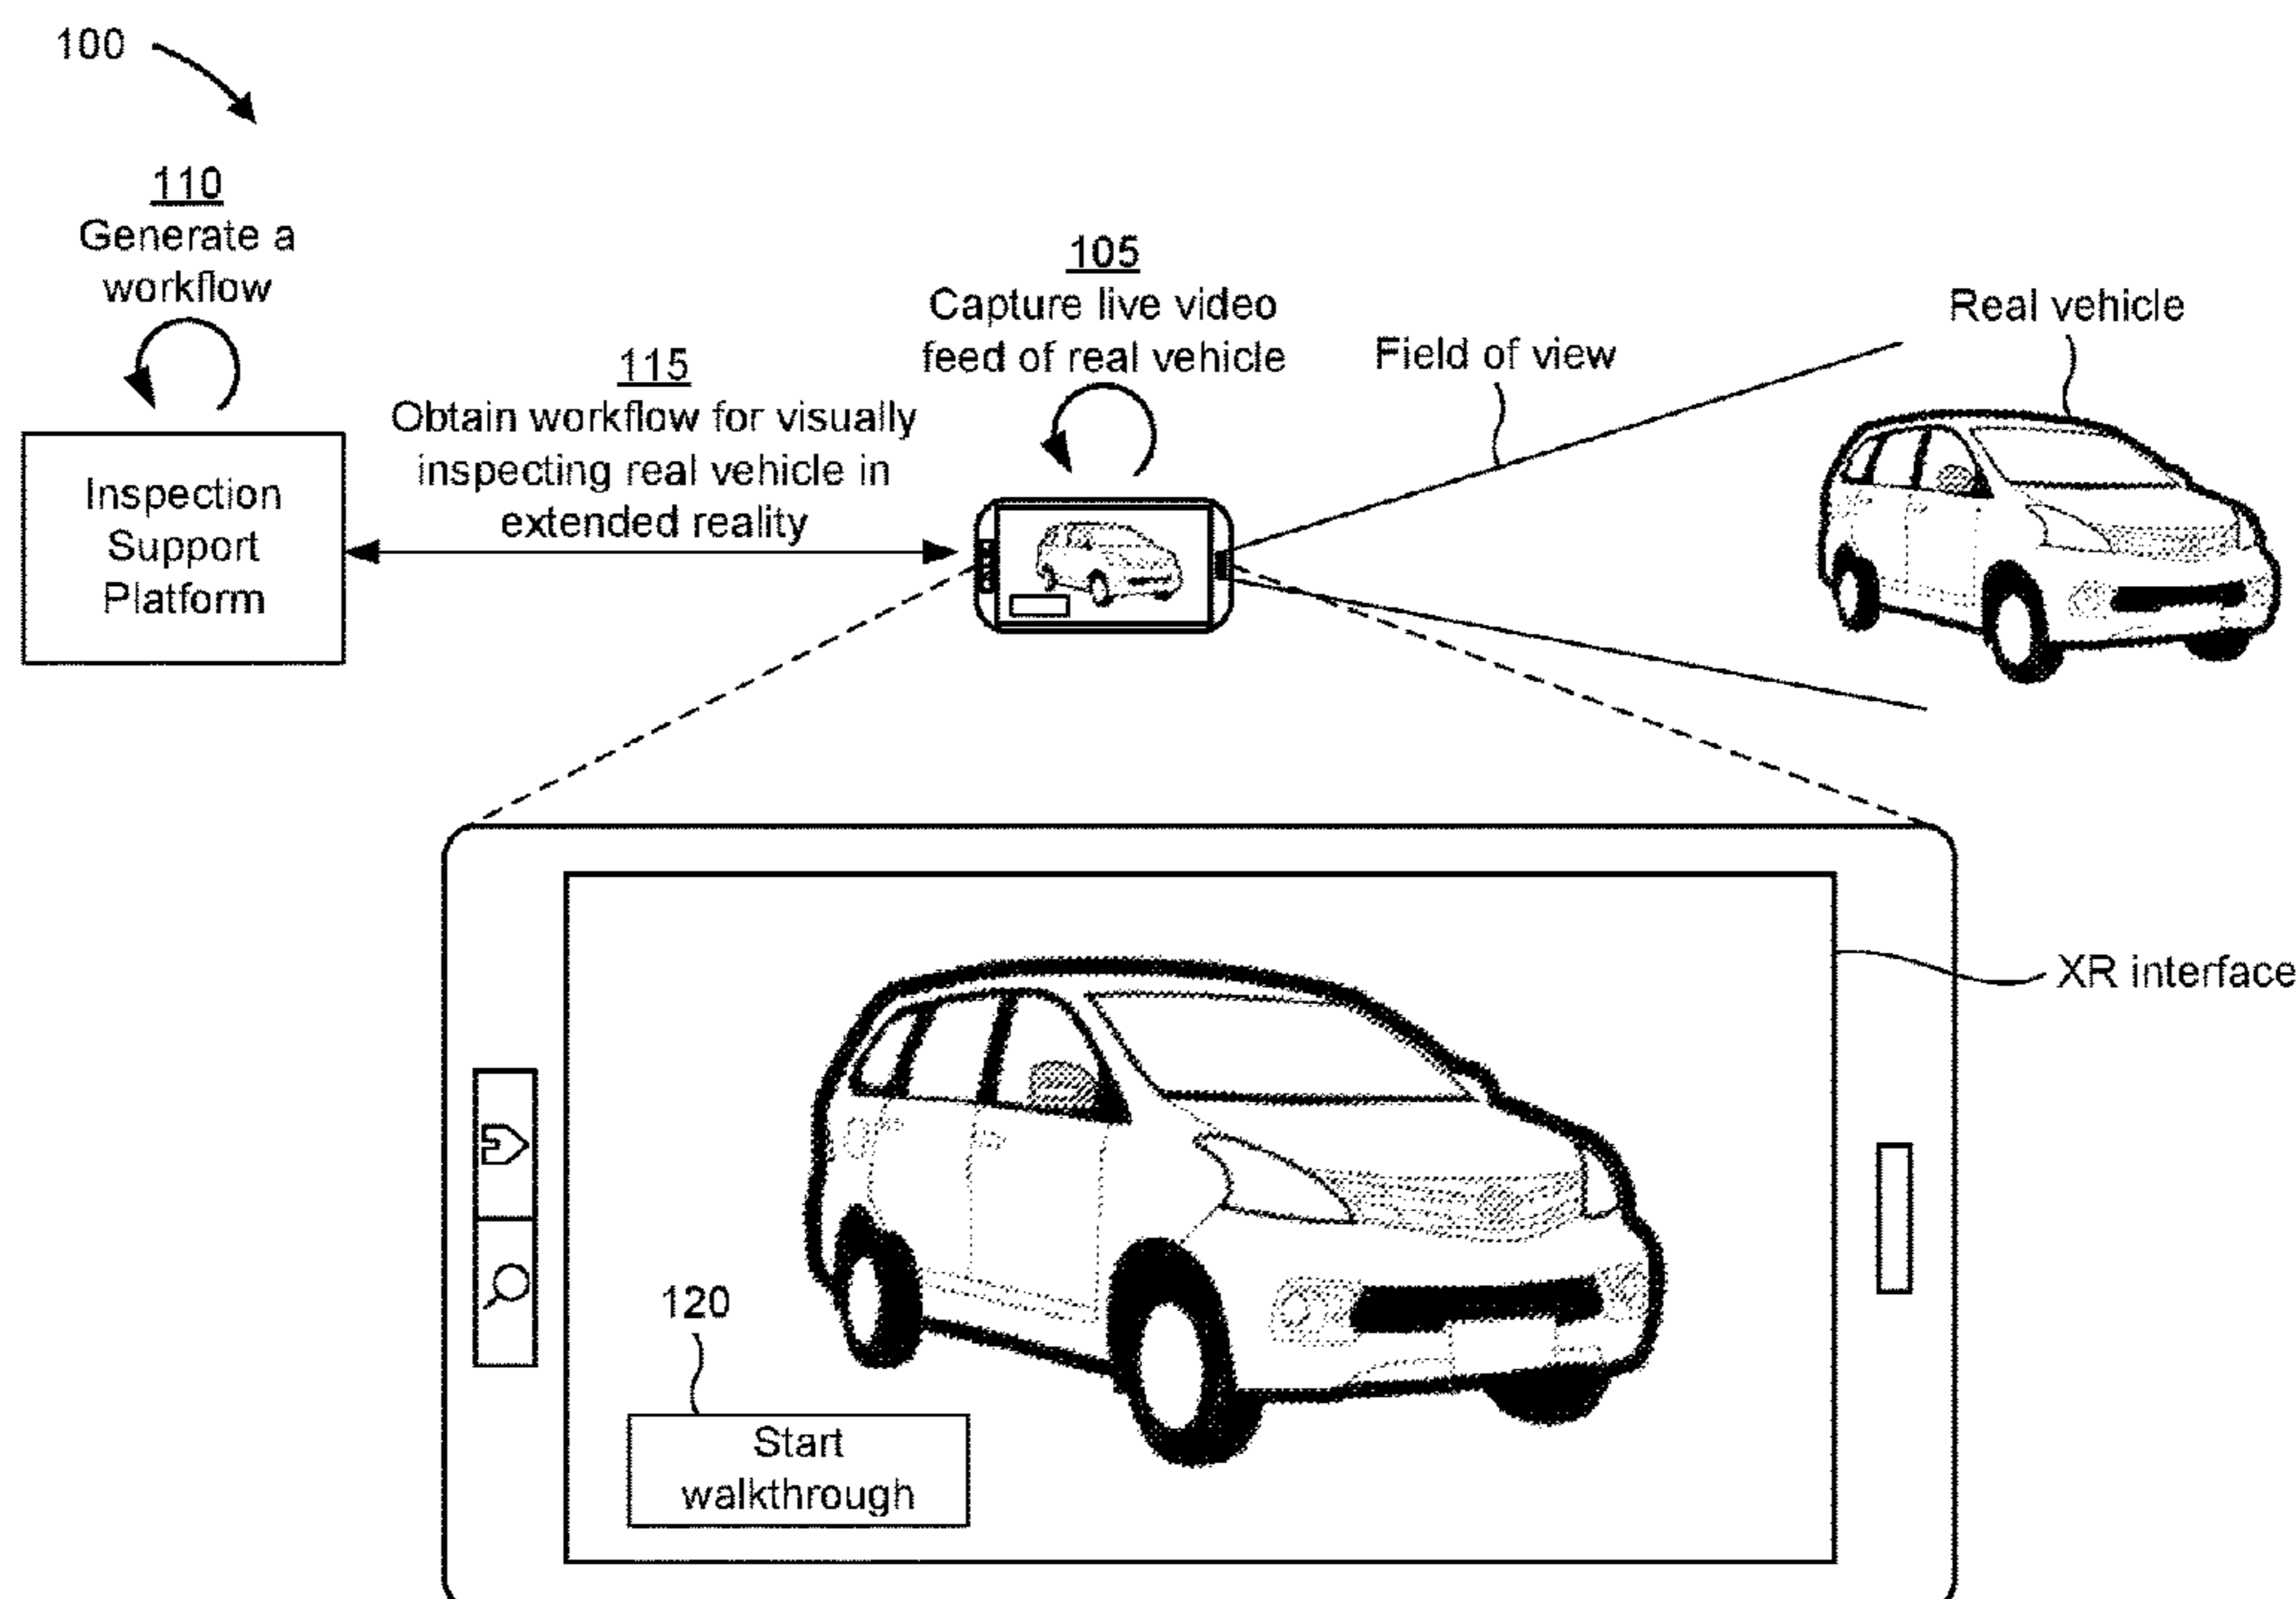 100
110
Generate a
workflow
Inspection
Support
Platform
115
Obtain workflow for visually
inspecting real vehicle in
extended reality
105
Capture live video
feed of real vehicle
Field of view
Real vehicle
XR interface
120
Start
walkthrough